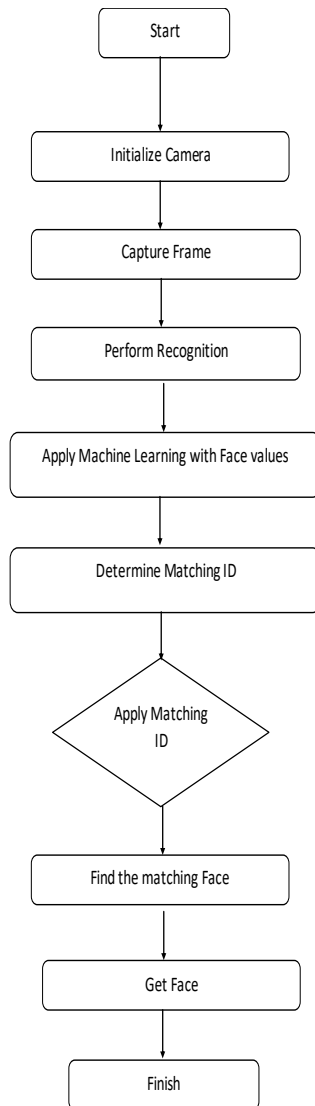 Start
Initialize Camera
Capture Frame
Perform Recognition
Apply Machine Learning with Face values
Determine Matching ID
Apply Matching
ID
Find the matching Face
Get Face
Finish